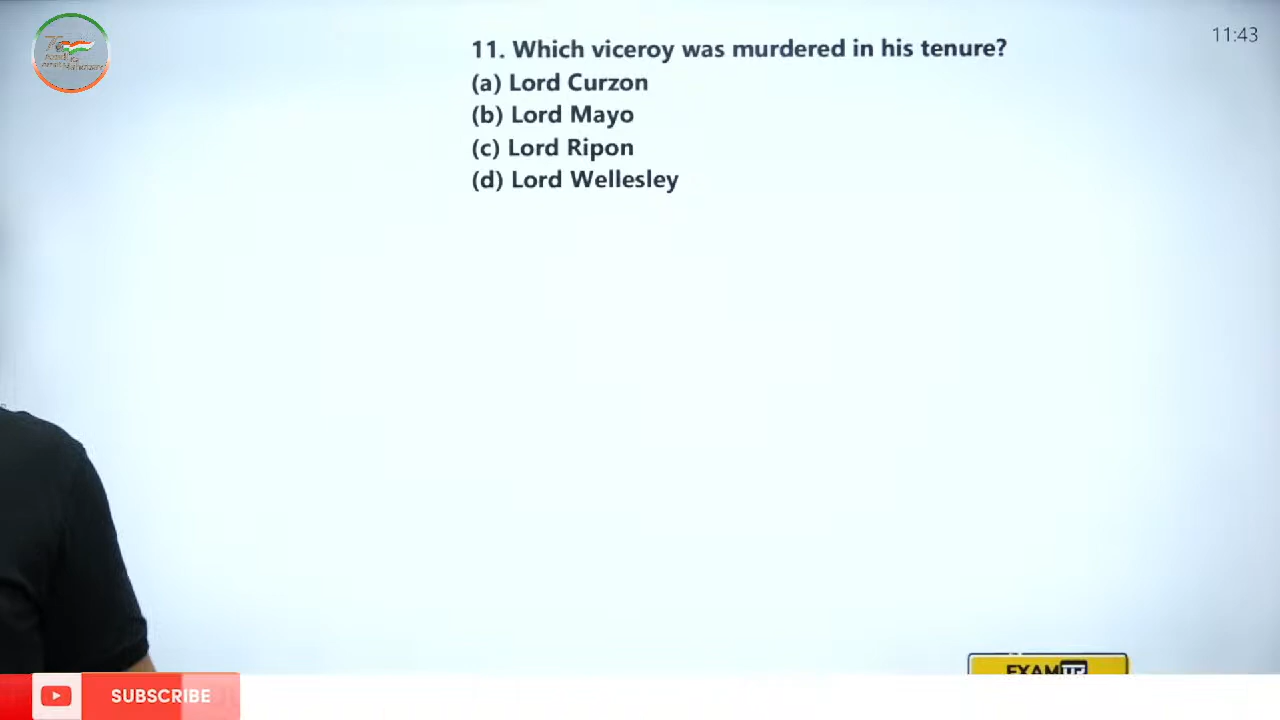 11:43
11. Which viceroy was murdered in his tenure?
(a) Lord Curzon
(b) Lord Mayo
(c) Lord Ripon
(d) Lord Wellesley
EXAM
SUBSCRIBE